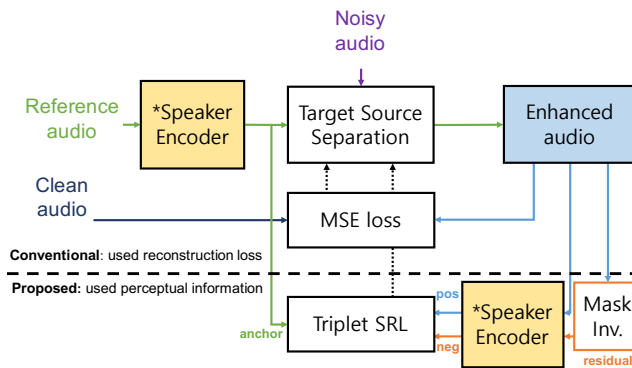 Noisy
audio
Reference
audio
*Speaker
Encoder
Target Source
Separation
Enhanced
audio
Clean
audio
MSE loss
Conventional: used reconstruction loss
Proposed: used perceptual information
anchor
Triplet SRL
pos
neg
*Speaker
Encoder
Mask
Inv.
residual